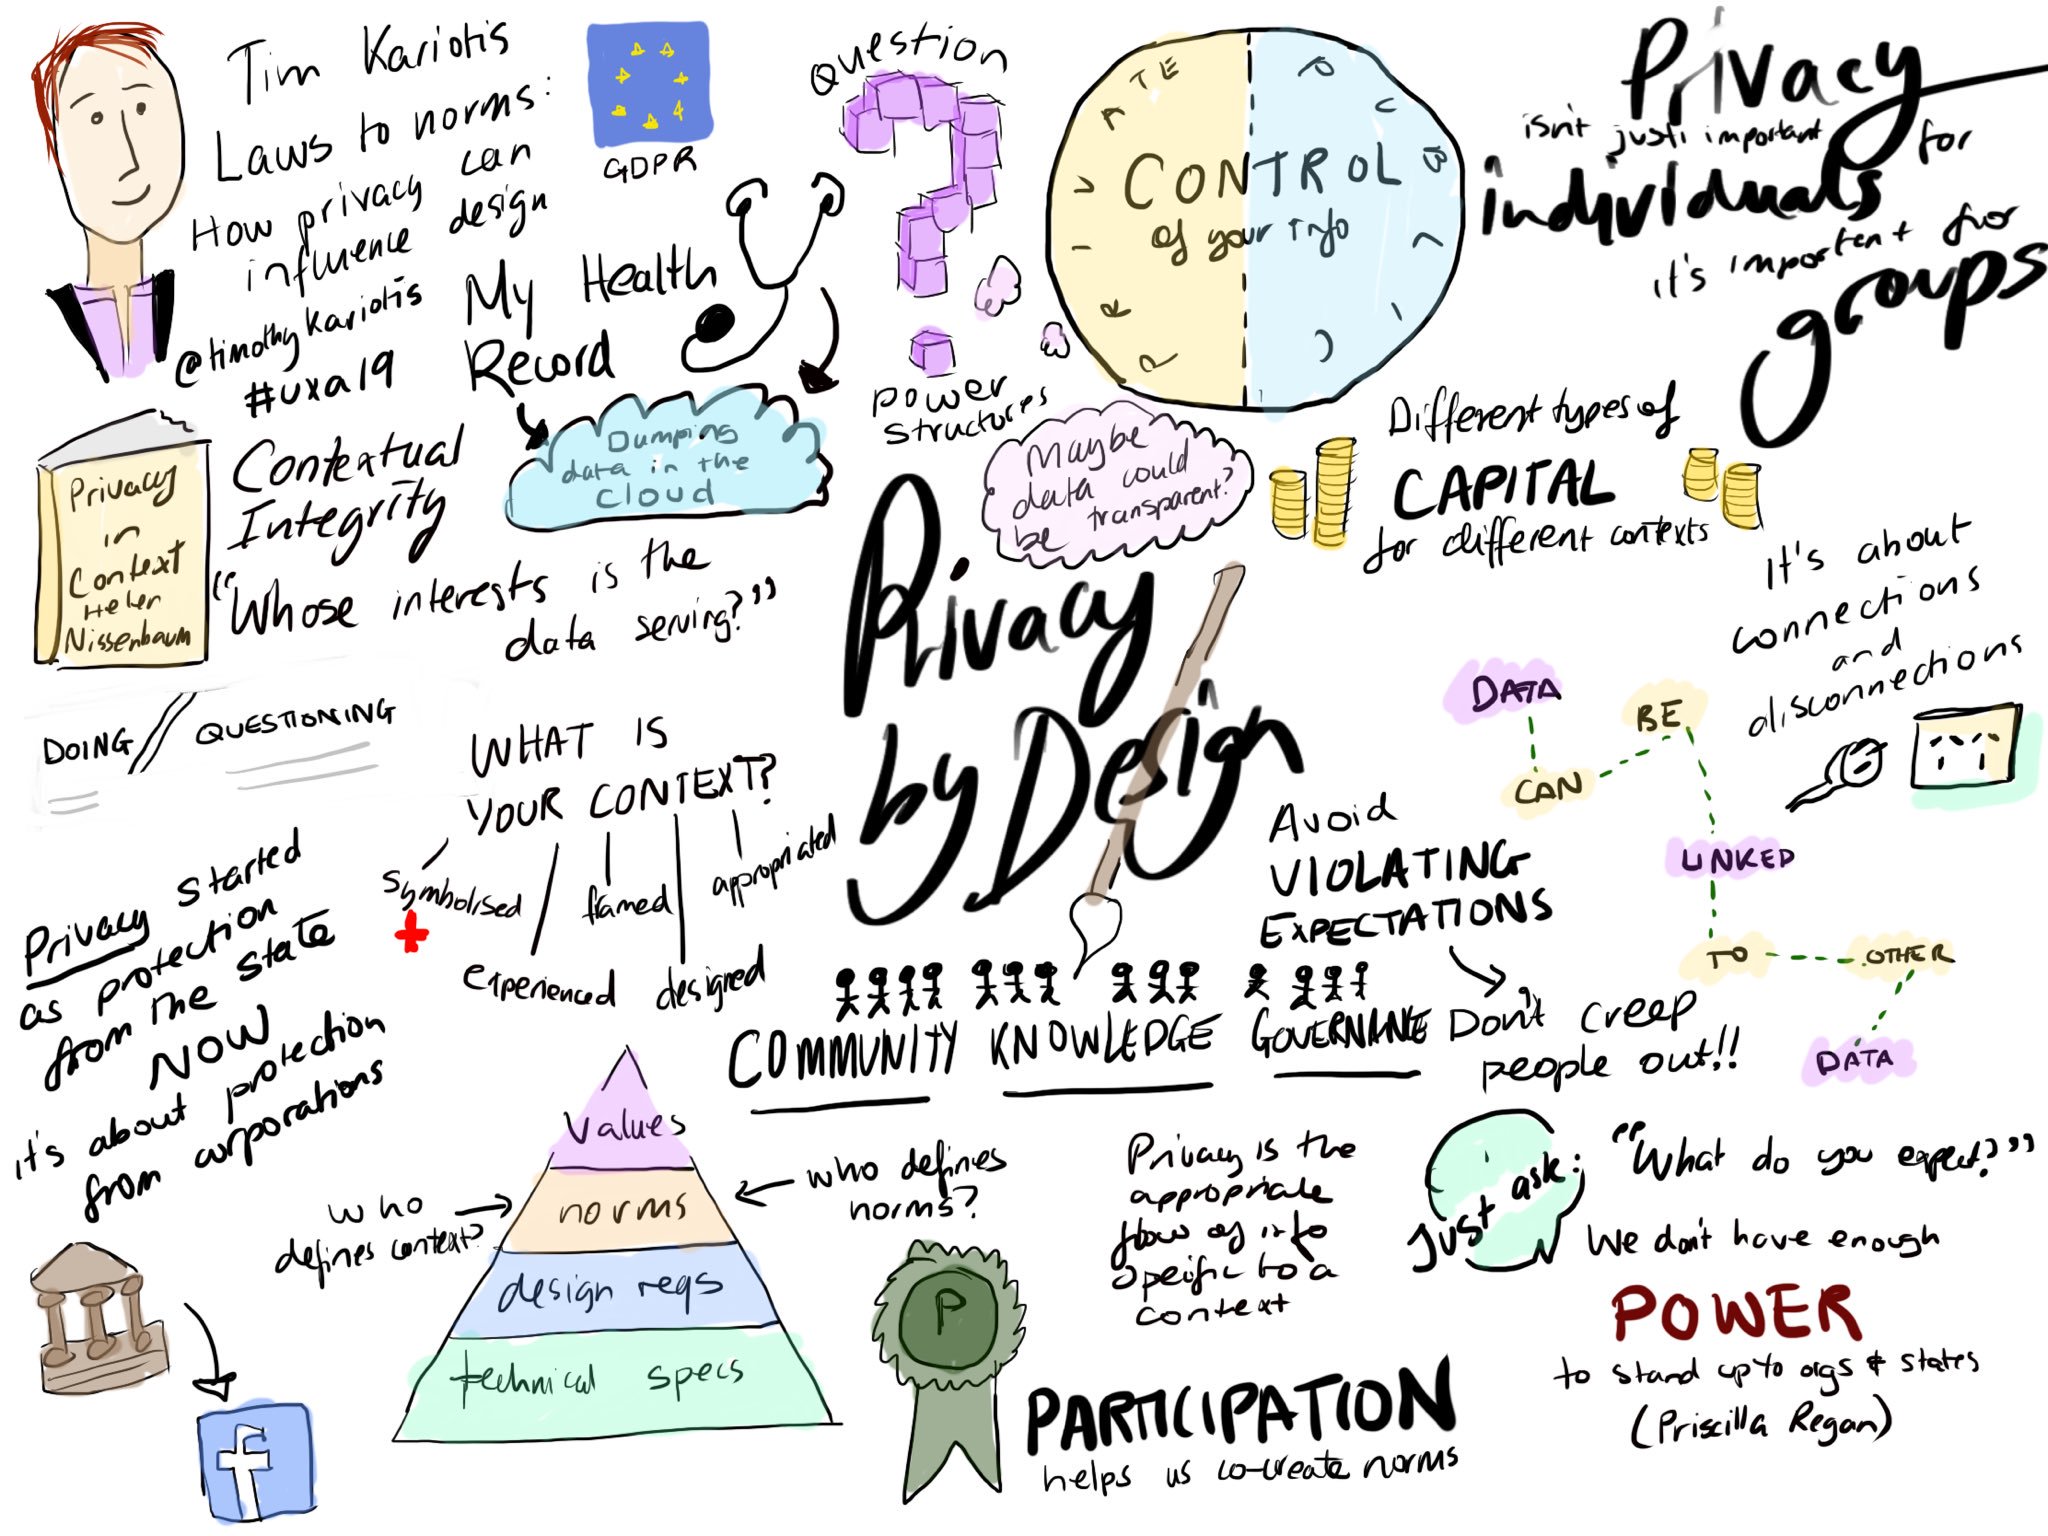 Tim Kariotis
Laws to norms:
How privacy can
influence design
@timothykariotis
#uxa19
GDPR
My Health
Record
Dumping
data in the
cloud
Question
power
structures
PRIVATE
PUBLIC
CONTROL
of your info
Privacy
isn't just important for
individuals
it's important for
groups
Privacy
in
Context
Helen
Nissenbaum
Contextual
Integrity
"Whose interests is the
data serving?"
Maybe
data could
be transparent?
Different types of
CAPITAL
for different contexts
It's about
connections
and
disconnections
Privacy
by Design
DOING // QUESTIONING
WHAT IS
YOUR CONTEXT?
symbolised
experienced
framed
designed
appropriated
DATA
CAN
BE
LINKED
TO
OTHER
DATA
Avoid
VIOLATING
EXPECTATIONS
Don't creep
people out!!
Privacy started
as protection
from the state
NOW
it's about protection
from corporations
COMMUNITY KNOWLEDGE GOVERNANCE
values
norms
design reqs
technical specs
who
defines context?
who defines
norms?
Privacy is the
appropriate
flow of info
specific to a
context
Just ask:
"What do you expect?"
We don't have enough
POWER
to stand up to orgs & states
(Priscilla Regan)
f
P
PARTICIPATION
helps us co-create norms